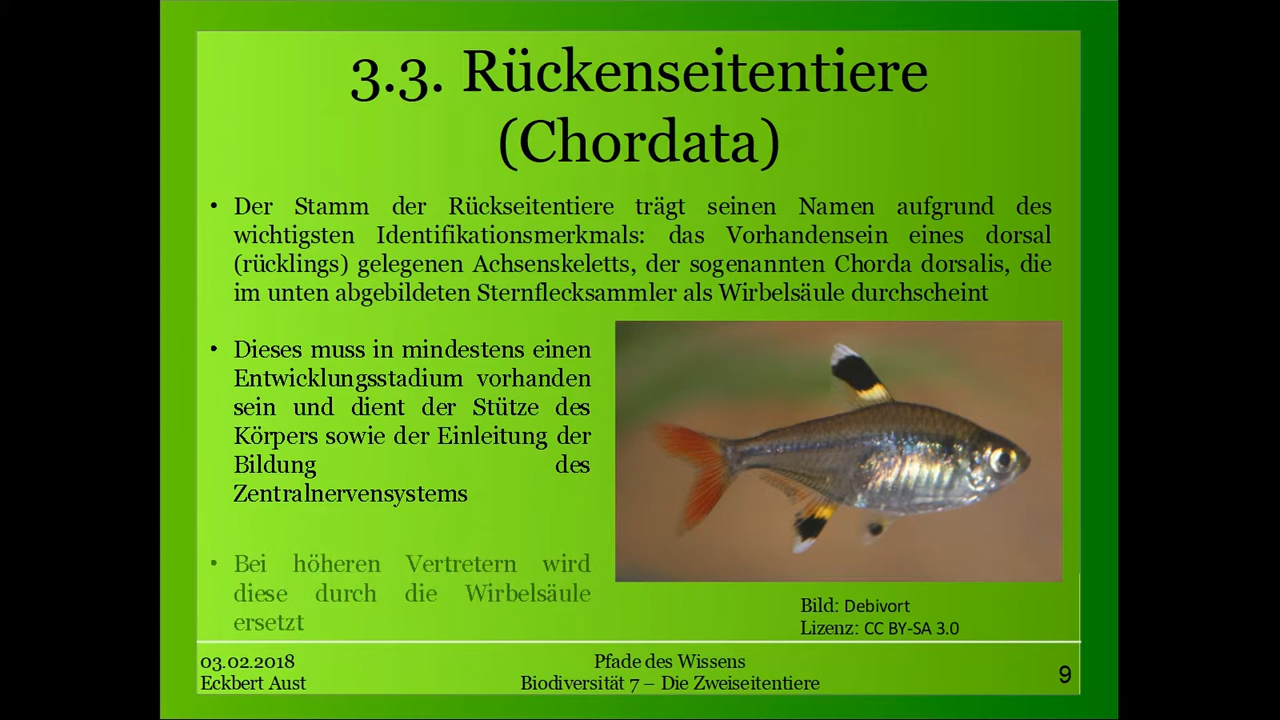 3.3. Rückenseitentiere
(Chordata)
• Der Stamm der Rückseitentiere trägt seinen Namen aufgrund des
wichtigsten Identifikationsmerkmals: das Vorhandensein eines dorsal
(rücklings) gelegenen Achsenskeletts, der sogenannten Chorda dorsalis, die
im unten abgebildeten Sternflecksammler als Wirbelsäule durchscheint
• Dieses muss in mindestens einen
Entwicklungsstadium vorhanden
sein und dient der Stütze des
Körpers sowie der Einleitung der
Bildung des
Zentralnervensystems
• Bei höheren Vertretern wird
diese durch die Wirbelsäule
ersetzt
Bild: Debivort
Lizenz: CC BY-SA 3.0
03.02.2018
Eckbert Aust
Pfade des Wissens
Biodiversität 7 – Die Zweiseitentiere
9